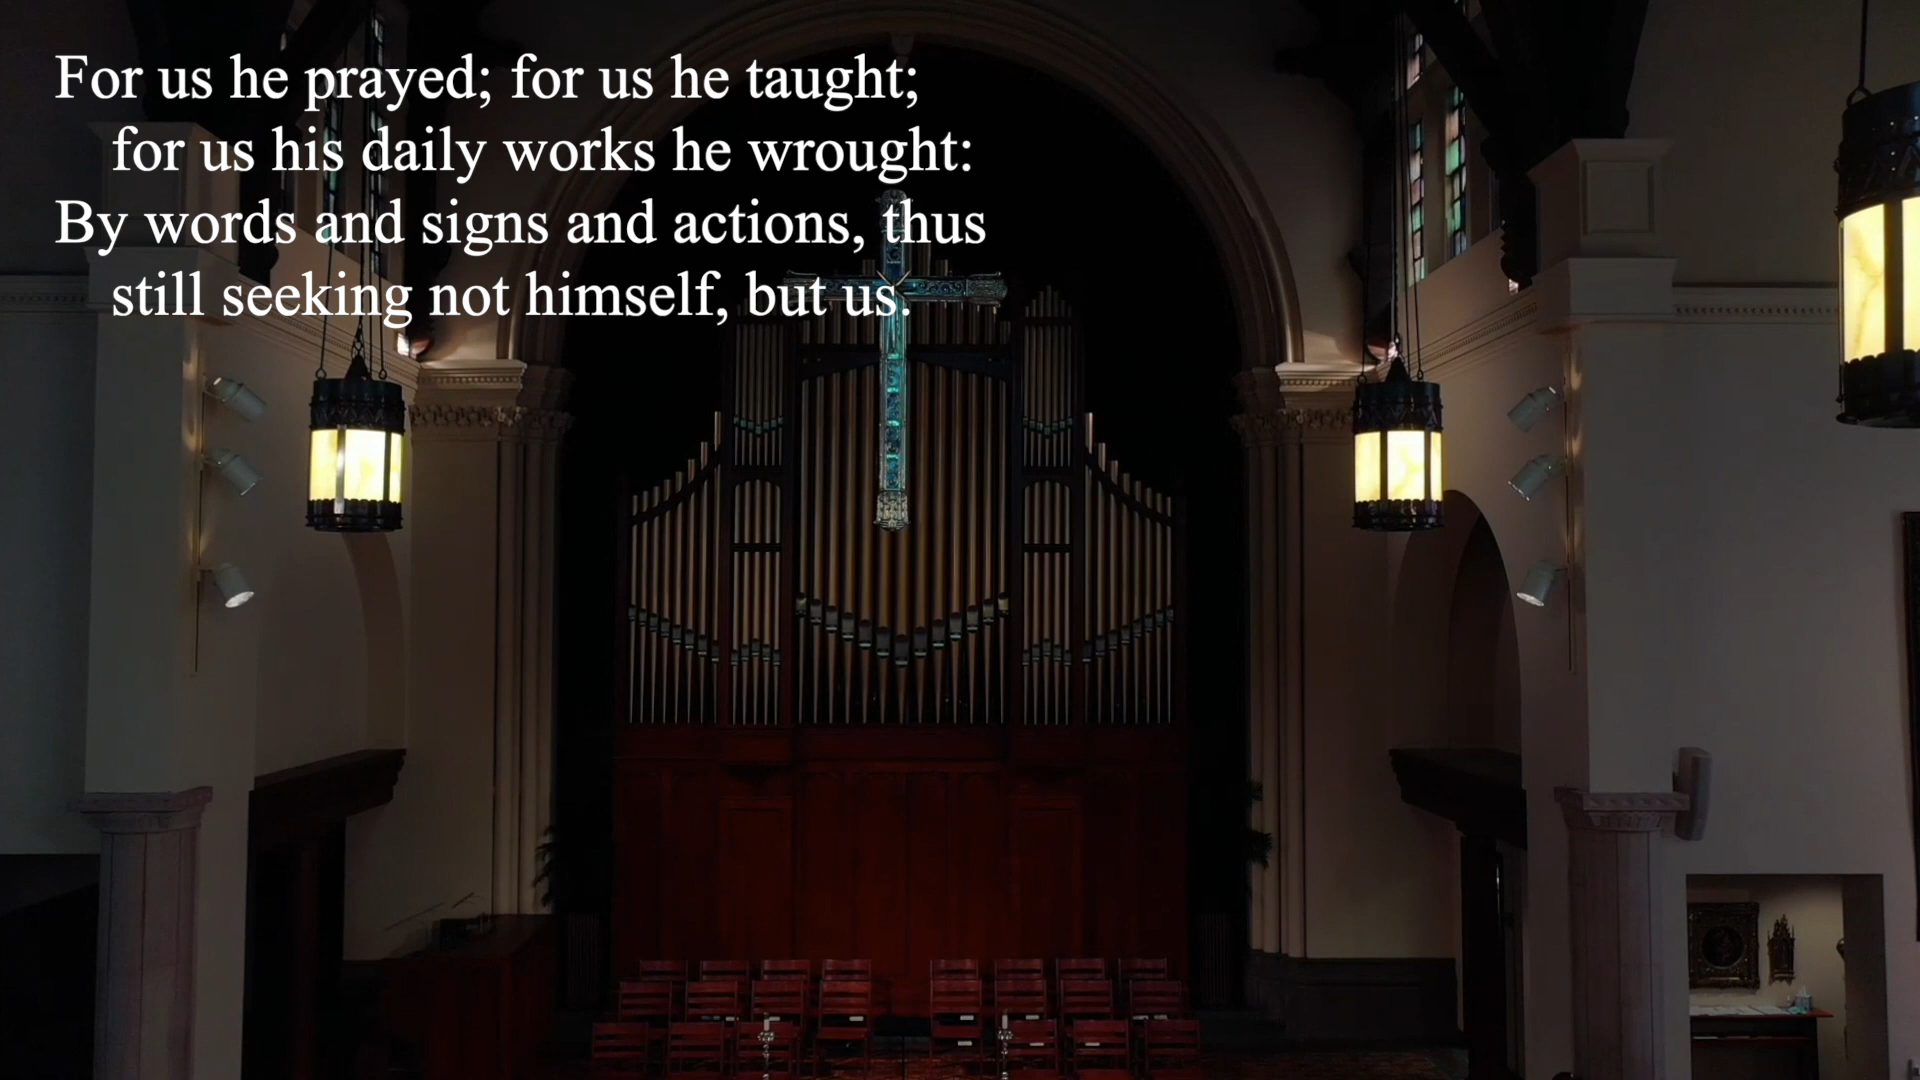 For us he prayed; for us he taught;
for us his daily works he wrought:
By words and signs and actions, thus
still seeking not himself, but us.